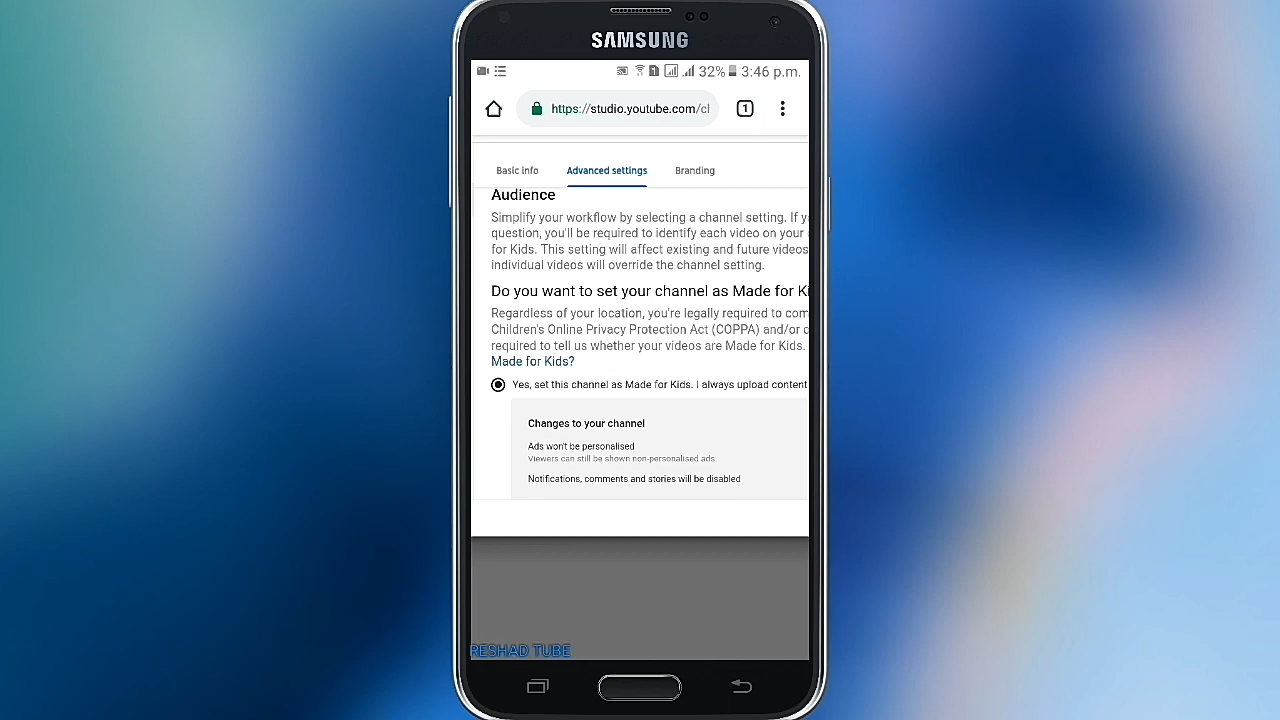 SAMSUNG
32% 3:46 p.m.
https://studio.youtube.com/cl
1
Basic info Advanced settings Branding
Audience
Simplify your workflow by selecting a channel setting. If y
question, you'll be required to identify each video on your
for Kids. This setting will affect existing and future videos
individual videos will override the channel setting.
Do you want to set your channel as Made for Ki
Regardless of your location, you're legally required to com
Children's Online Privacy Protection Act (COPPA) and/or o
required to tell us whether your videos are Made for Kids.
Made for Kids?
Yes, set this channel as Made for Kids. I always upload content
Changes to your channel
Ads won't be personalised
Viewers can still be shown non-personalised ads.
Notifications, comments and stories will be disabled
RESHAD TUBE